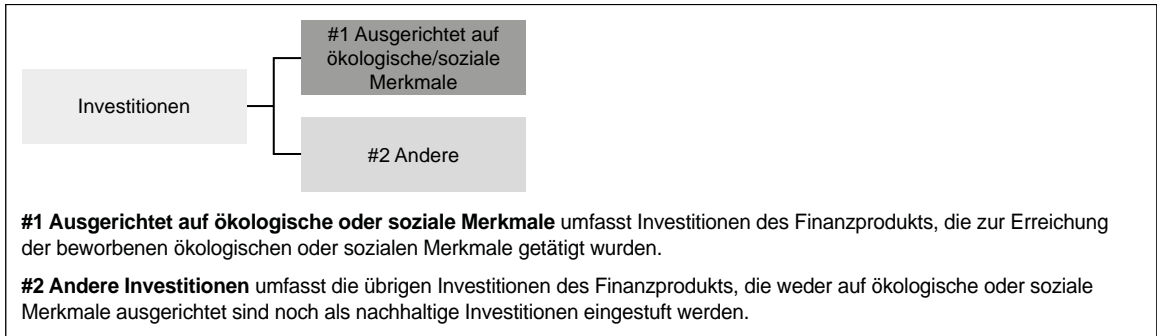 #1 Ausgerichtet auf
ökologische/soziale
Merkmale
Investitionen
#2 Andere
#1 Ausgerichtet auf ökologische oder soziale Merkmale umfasst Investitionen des Finanzprodukts, die zur Erreichung
der beworbenen ökologischen oder sozialen Merkmale getätigt wurden.
#2 Andere Investitionen umfasst die übrigen Investitionen des Finanzprodukts, die weder auf ökologische oder soziale
Merkmale ausgerichtet sind noch als nachhaltige Investitionen eingestuft werden.